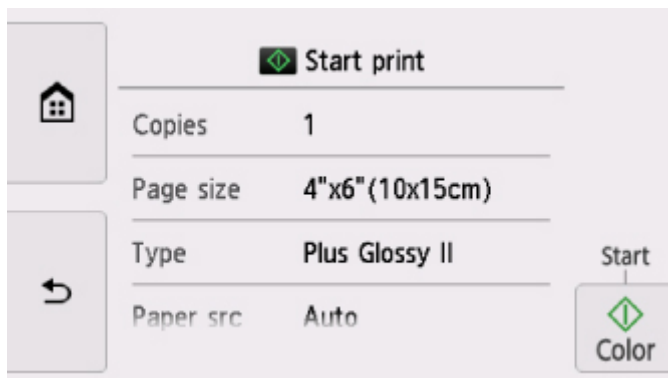 Start print
Copies 1
Page size 4"x6"(10x15cm)
Type Plus Glossy II
Paper src Auto
Start
Color